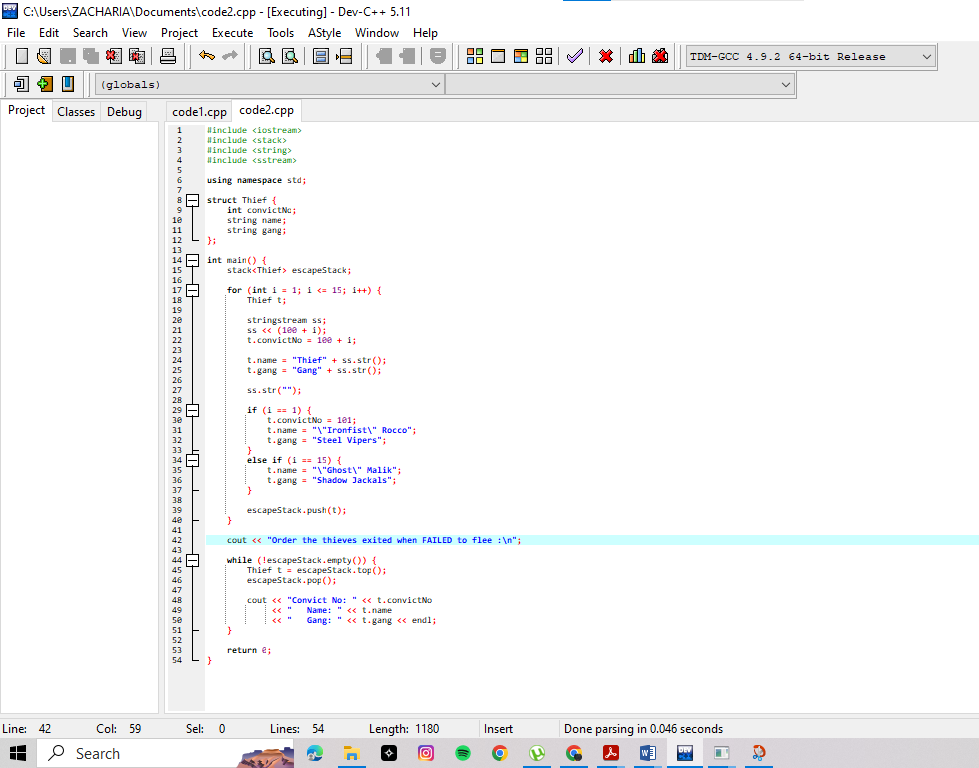 C:\Users\ZACHARIA\Documents\code2.cpp - [Executing] - Dev-C++ 5.11
File Edit Search View Project Execute Tools AStyle Window Help
TDM-GCC 4.9.2 64-bit Release
(globals)
Project Classes Debug code1.cpp code2.cpp
1 #include <iostream>
2 #include <stack>
3 #include <string>
4 #include <sstream>
5
6 using namespace std;
7
8 struct Thief {
9 int convictNo;
10 string name;
11 string gang;
12 };
13
14 int main() {
15 stack<Thief> escapeStack;
16
17 for (int i = 1; i <= 15; i++) {
18 Thief t;
19
20 stringstream ss;
21 ss << (100 + i);
22 t.convictNo = 100 + i;
23
24 t.name = "Thief" + ss.str();
25 t.gang = "Gang" + ss.str();
26
27 ss.str("");
28
29 if (i == 1) {
30 t.convictNo = 101;
31 t.name = "\"Ironfist\" Rocco";
32 t.gang = "Steel Vipers";
33 }
34 else if (i == 15) {
35 t.name = "\"Ghost\" Malik";
36 t.gang = "Shadow Jackals";
37 }
38
39 escapeStack.push(t);
40 }
41
42 cout << "Order the thieves exited when FAILED to flee :\n";
43
44 while (!escapeStack.empty()) {
45 Thief t = escapeStack.top();
46 escapeStack.pop();
47
48 cout << "Convict No: " << t.convictNo
49 << "   Name: " << t.name
50 << "   Gang: " << t.gang << endl;
51 }
52
53 return 0;
54 }
Line: 42 Col: 59 Sel: 0 Lines: 54 Length: 1180 Insert Done parsing in 0.046 seconds
Search